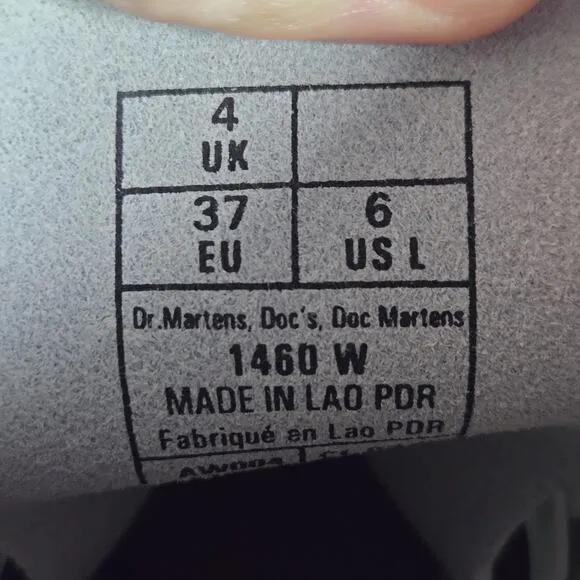 4
UK
37
EU
6
US L
Dr.Martens, Doc's, Doc Martens
1460 W
MADE IN LAO PDR
Fabriqué en Lao PDR